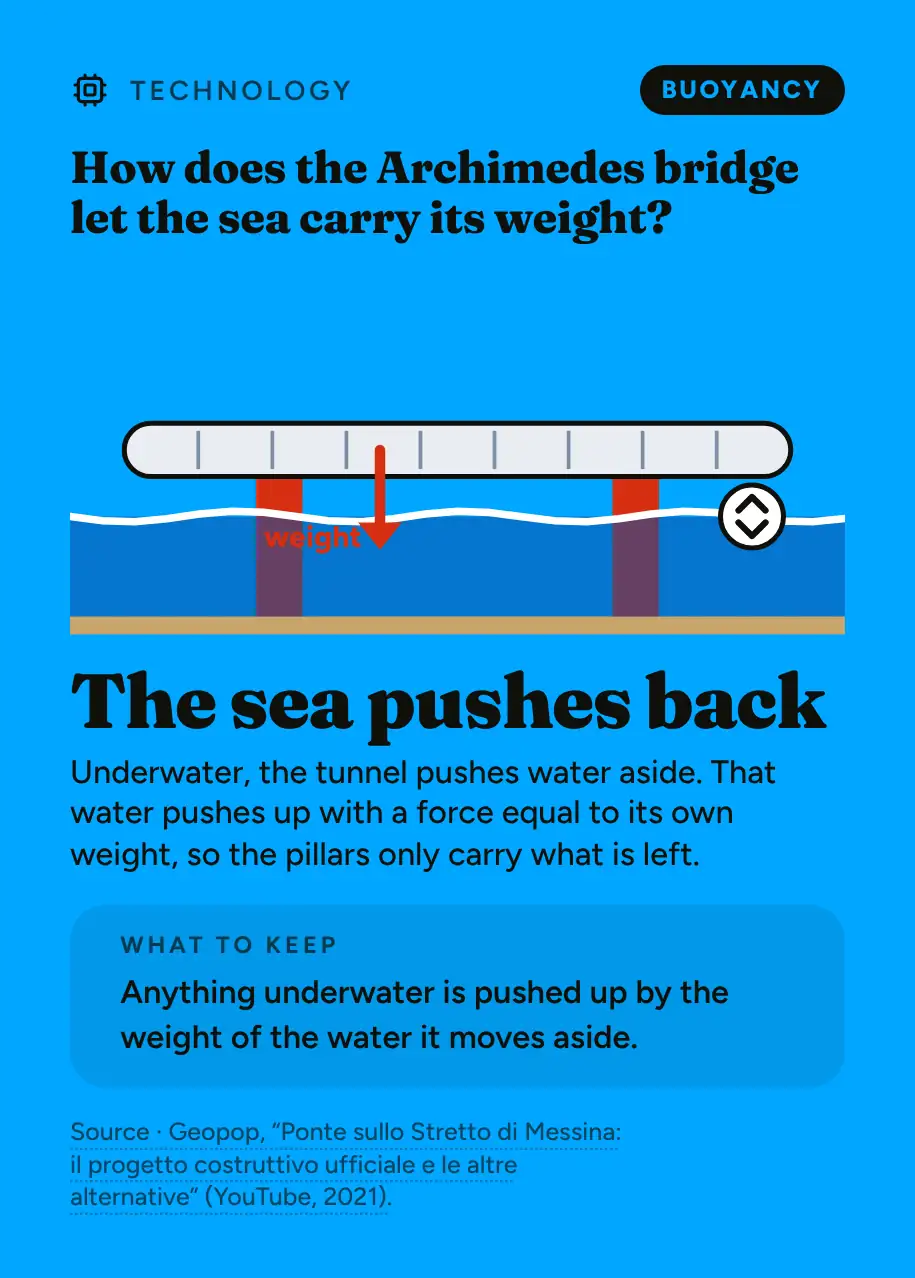 TECHNOLOGY
BUOYANCY
How does the Archimedes bridge
let the sea carry its weight?
weight
The sea pushes back
Underwater, the tunnel pushes water aside. That
water pushes up with a force equal to its own
weight, so the pillars only carry what is left.
WHAT TO KEEP
Anything underwater is pushed up by the
weight of the water it moves aside.
Source · Geopop, “Ponte sullo Stretto di Messina:
il progetto costruttivo ufficiale e le altre
alternative” (YouTube, 2021).